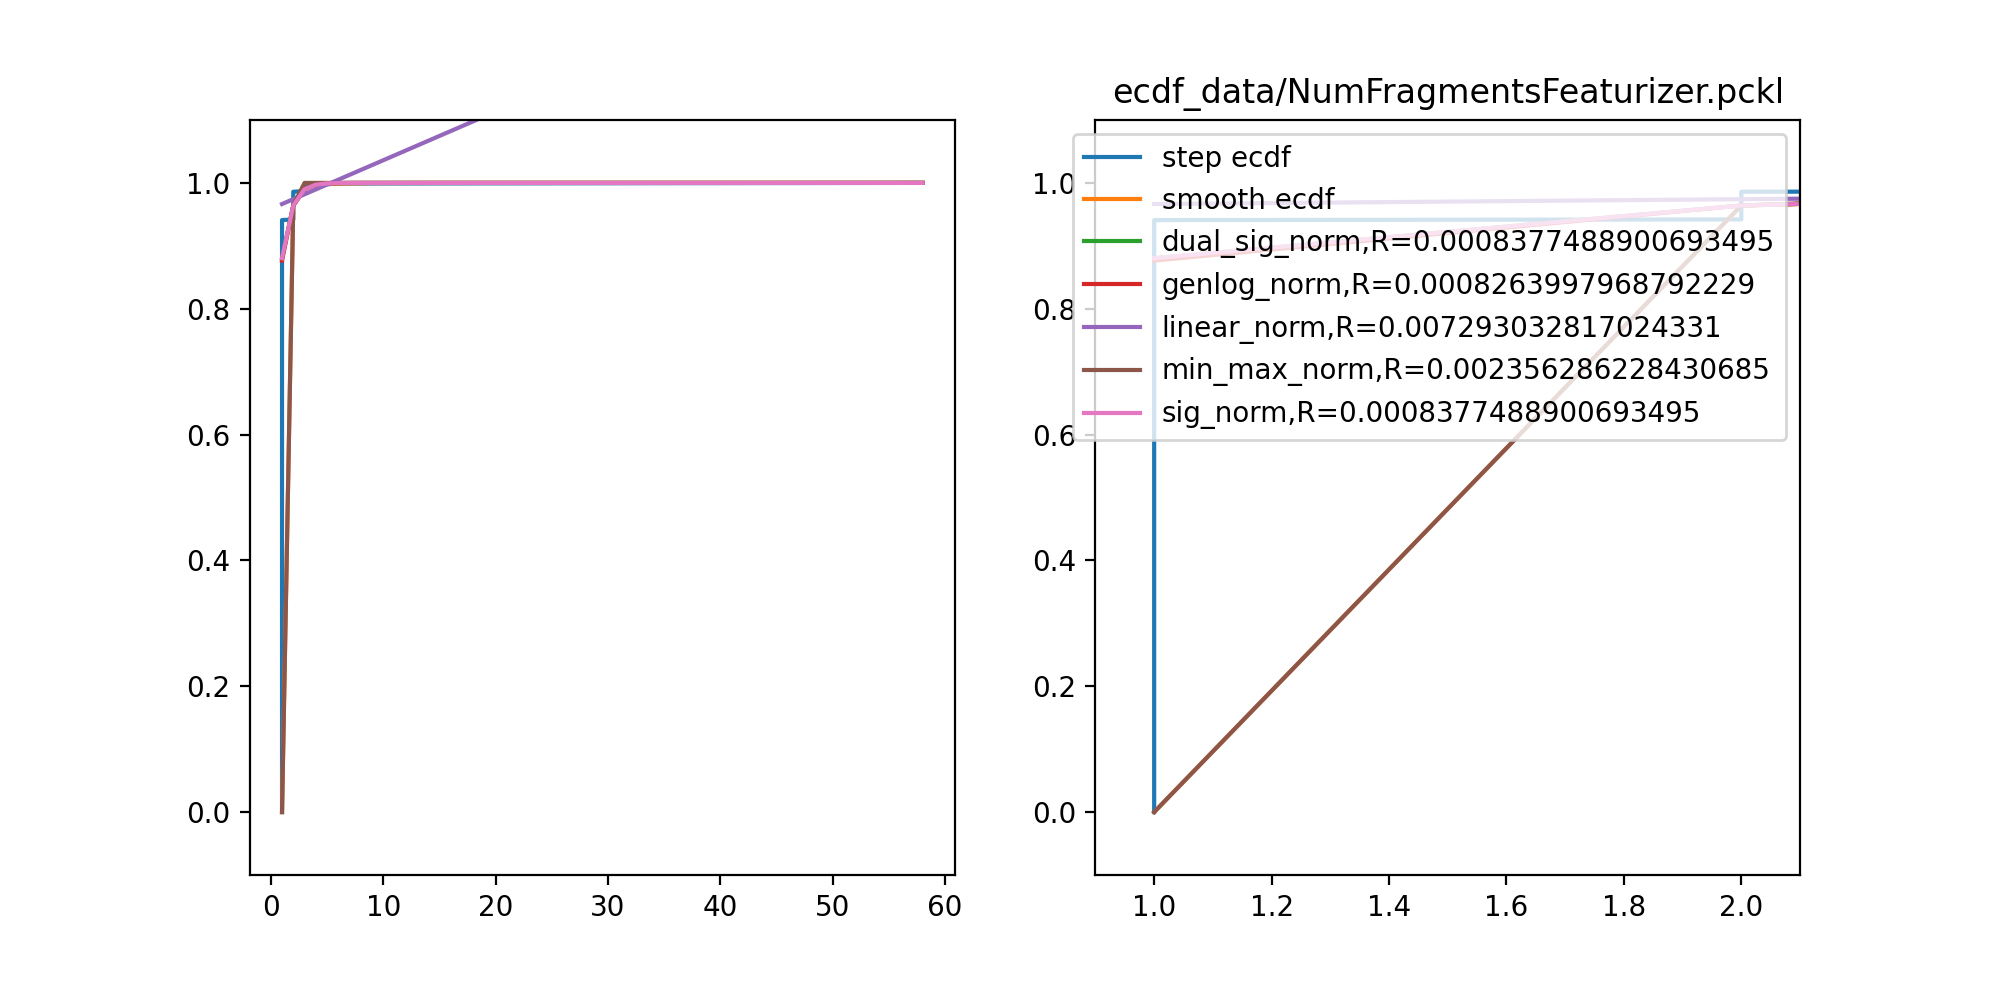 ecdf_data/NumFragmentsFeaturizer.pckl
1.0
0.8
0.6
0.4
0.2
0.0
0 10 20 30 40 50 60
1.0
0.8
0.6
0.4
0.2
0.0
1.0 1.2 1.4 1.6 1.8 2.0
step ecdf
smooth ecdf
dual_sig_norm,R=0.0008377488900693495
genlog_norm,R=0.0008263997968792229
linear_norm,R=0.007293032817024331
min_max_norm,R=0.002356286228430685
sig_norm,R=0.0008377488900693495